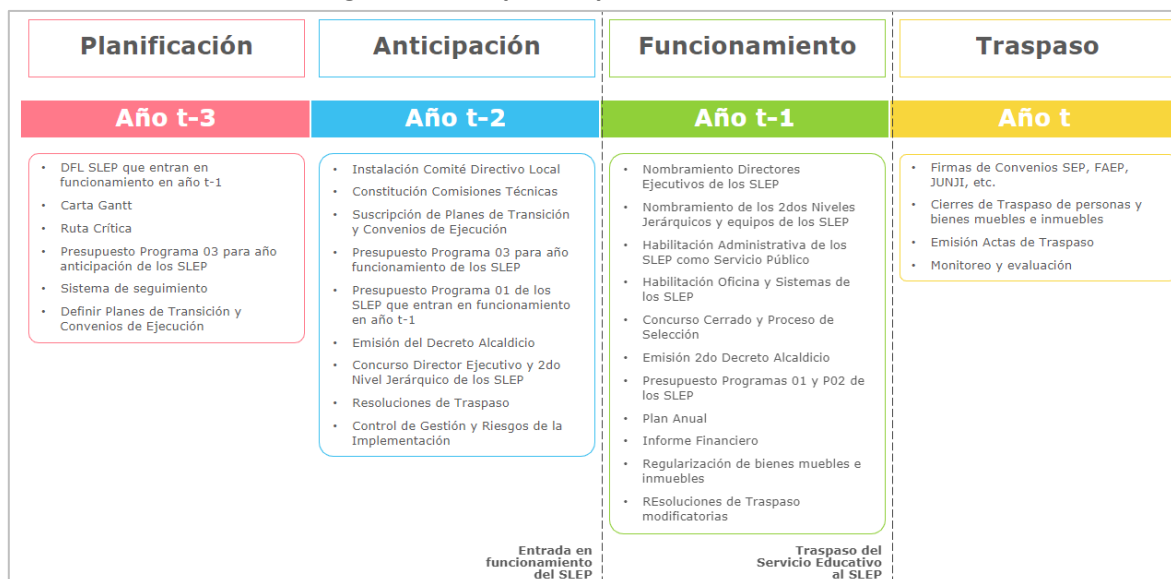 Planificación
Anticipación
Funcionamiento
Traspaso
Año t-3
Año t-2
Año t-1
Año t
• DFL SLEP que entran en
funcionamiento en año t-1
• Carta Gantt
• Ruta Crítica
• Presupuesto Programa 03 para año
anticipación de los SLEP
• Sistema de seguimiento
• Definir Planes de Transición y
Convenios de Ejecución
• Instalación Comité Directivo Local
• Constitución Comisiones Técnicas
• Suscripción de Planes de Transición
y Convenios de Ejecución
• Presupuesto Programa 03 para año
funcionamiento de los SLEP
• Presupuesto Programa 01 de los
SLEP que entran en funcionamiento
en año t-1
• Emisión del Decreto Alcaldicio
• Concurso Director Ejecutivo y 2do
Nivel Jerárquico de los SLEP
• Resoluciones de Traspaso
• Control de Gestión y Riesgos de la
Implementación
• Nombramiento Directores
Ejecutivos de los SLEP
• Nombramiento de los 2dos Niveles
Jerárquicos y equipos de los SLEP
• Habilitación Administrativa de los
SLEP como Servicio Público
• Habilitación Oficina y Sistemas de
los SLEP
• Concurso Cerrado y Proceso de
Selección
• Emisión 2do Decreto Alcaldicio
• Presupuesto Programas 01 y P02 de
los SLEP
• Plan Anual
• Informe Financiero
• Regularización de bienes muebles e
inmuebles
• REsoluciones de Traspaso
modificatorias
• Firmas de Convenios SEP, FAEP,
JUNJI, etc.
• Cierres de Traspaso de personas y
bienes muebles e inmuebles
• Emisión Actas de Traspaso
• Monitoreo y evaluación
Entrada en
funcionamiento
del SLEP
Traspaso del
Servicio Educativo
al SLEP